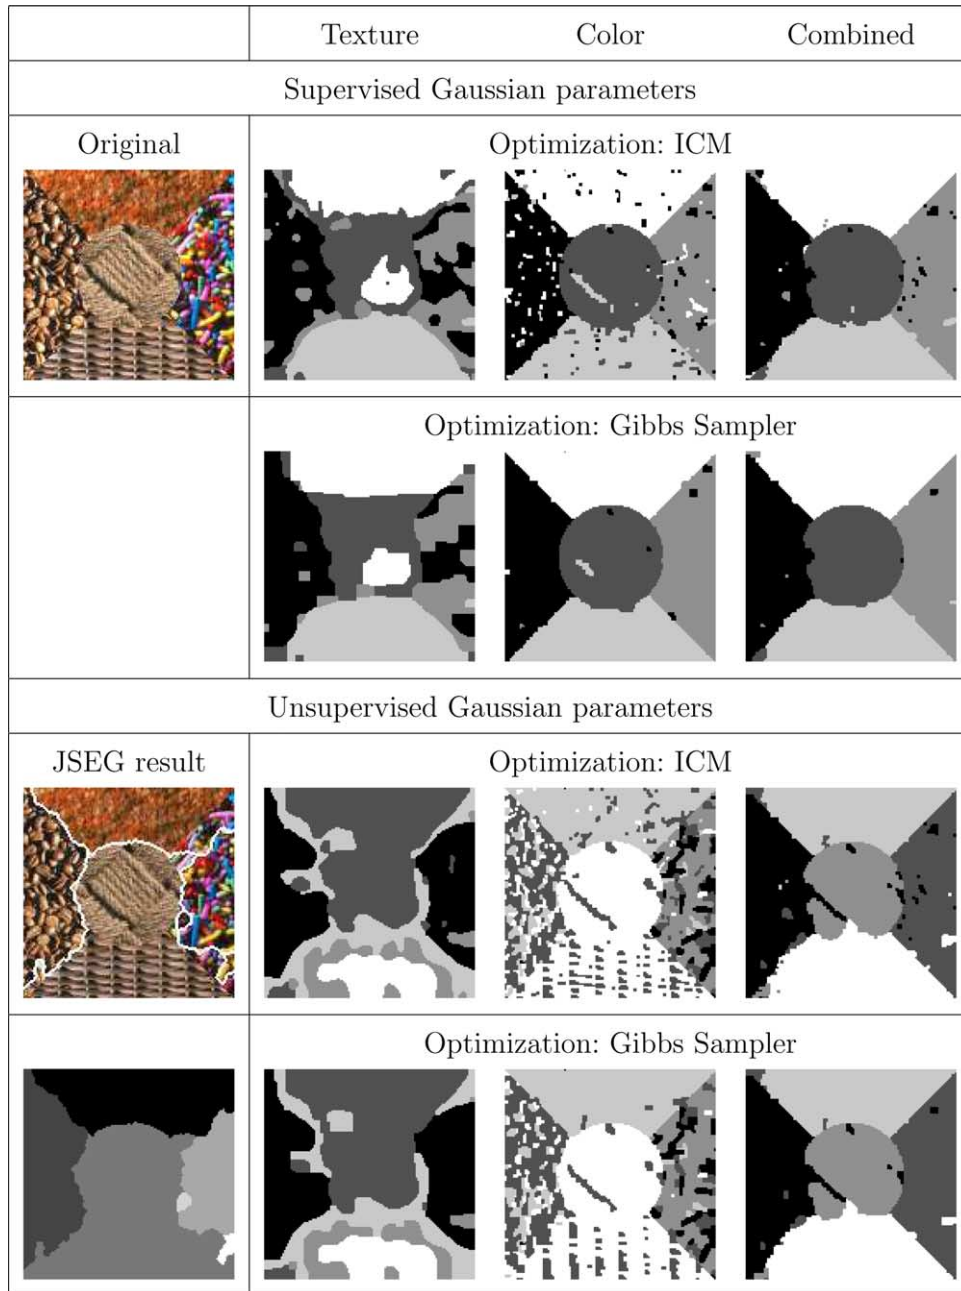 Texture Color Combined
Supervised Gaussian parameters
Original
Optimization: ICM
Optimization: Gibbs Sampler
Unsupervised Gaussian parameters
JSEG result
Optimization: ICM
Optimization: Gibbs Sampler